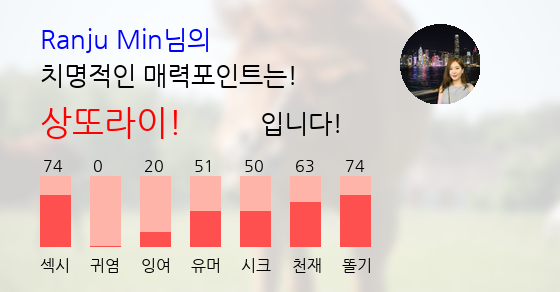 Ranju Min님의
치명적인 매력포인트는!
상또라이! 입니다!
74 0 20 51 50 63 74
섹시 귀염 잉여 유머 시크 천재 똘기